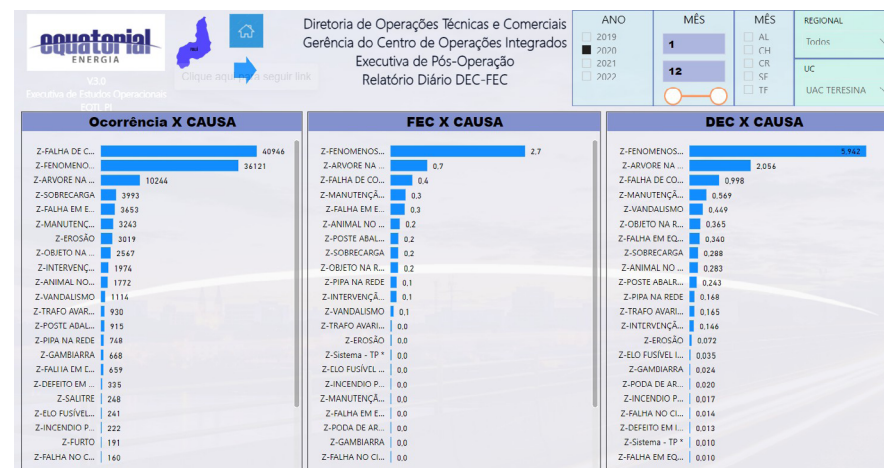 equatorial
ENERGIA
V3.0
Executiva de Estudos Operacionais
EQTL PI
Clique aqui para seguir link
Diretoria de Operações Técnicas e Comerciais
Gerência do Centro de Operações Integrados
Executiva de Pós-Operação
Relatório Diário DEC-FEC
ANO
2019
2020
2021
2022
MÊS
1
12
MÊS
AL
CH
CR
SE
TF
REGIONAL
Todos
UC
UAC TERESINA
Ocorrência X CAUSA
Z-FALHA DE C... 40946
Z-FENOMENO... 36121
Z-ARVORE NA ... 10244
Z-SOBRECARGA 3993
Z-FALHA EM E... 3653
Z-MANUTENÇ... 3243
Z-EROSÃO 3019
Z-OBJETO NA ... 2567
Z-INTERVENÇ... 1974
Z-ANIMAL NO... 1772
Z-VANDALISMO 1114
Z-TRAFO AVAR... 930
Z-POSTE ABAL... 915
Z-PIPA NA REDE 748
Z-GAMBIARRA 668
Z-FALHA EM E... 659
Z-DEFEITO EM ... 335
Z-SALITRE 248
Z-ELO FUSÍVEL... 241
Z-INCENDIO P... 222
Z-FURTO 191
Z-FALHA NO C... 160
FEC X CAUSA
Z-FENOMENOS... 2.7
Z-ARVORE NA ... 0.7
Z-FALHA DE CO... 0.4
Z-MANUTENÇÃ... 0.3
Z-FALHA EM E... 0.3
Z-ANIMAL NO ... 0.2
Z-POSTE ABAL... 0.2
Z-SOBRECARGA 0.2
Z-OBJETO NA R... 0.2
Z-PIPA NA REDE 0.1
Z-INTERVENÇÃ... 0.1
Z-VANDALISMO 0.1
Z-TRAFO AVARI... 0.0
Z-EROSÃO 0.0
Z-Sistema - TP * 0.0
Z-ELO FUSÍVEL ... 0.0
Z-INCENDIO P... 0.0
Z-MANUTENÇÃ... 0.0
Z-FALHA EM E... 0.0
Z-PODA DE AR... 0.0
Z-GAMBIARRA 0.0
Z-FALHA NO CI... 0.0
DEC X CAUSA
Z-FENOMENOS... 5.942
Z-ARVORE NA ... 2.056
Z-FALHA DE CO... 0.998
Z-MANUTENÇÃ... 0.569
Z-VANDALISMO 0.449
Z-OBJETO NA R... 0.365
Z-FALHA EM EQ... 0.340
Z-SOBRECARGA 0.288
Z-ANIMAL NO ... 0.283
Z-POSTE ABALR... 0.243
Z-PIPA NA REDE 0.168
Z-TRAFO AVARI... 0.165
Z-INTERVENÇÃ... 0.146
Z-EROSÃO 0.072
Z-ELO FUSÍVEL I... 0.035
Z-GAMBIARRA 0.024
Z-PODA DE AR... 0.020
Z-INCENDIO P... 0.017
Z-FALHA NO CI... 0.014
Z-DEFEITO EM I... 0.013
Z-Sistema - TP * 0.010
Z-FALHA EM EQ... 0.010